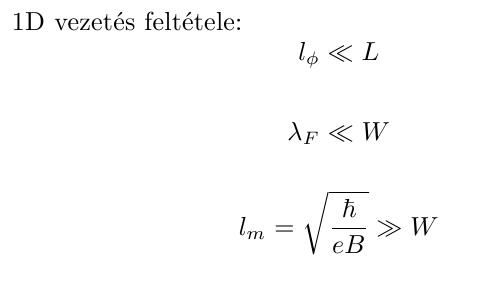 1D vezetés feltétele:
l_ϕ ≪ L
λ_F ≪ W
l_m = √(ħ/eB) ≫ W